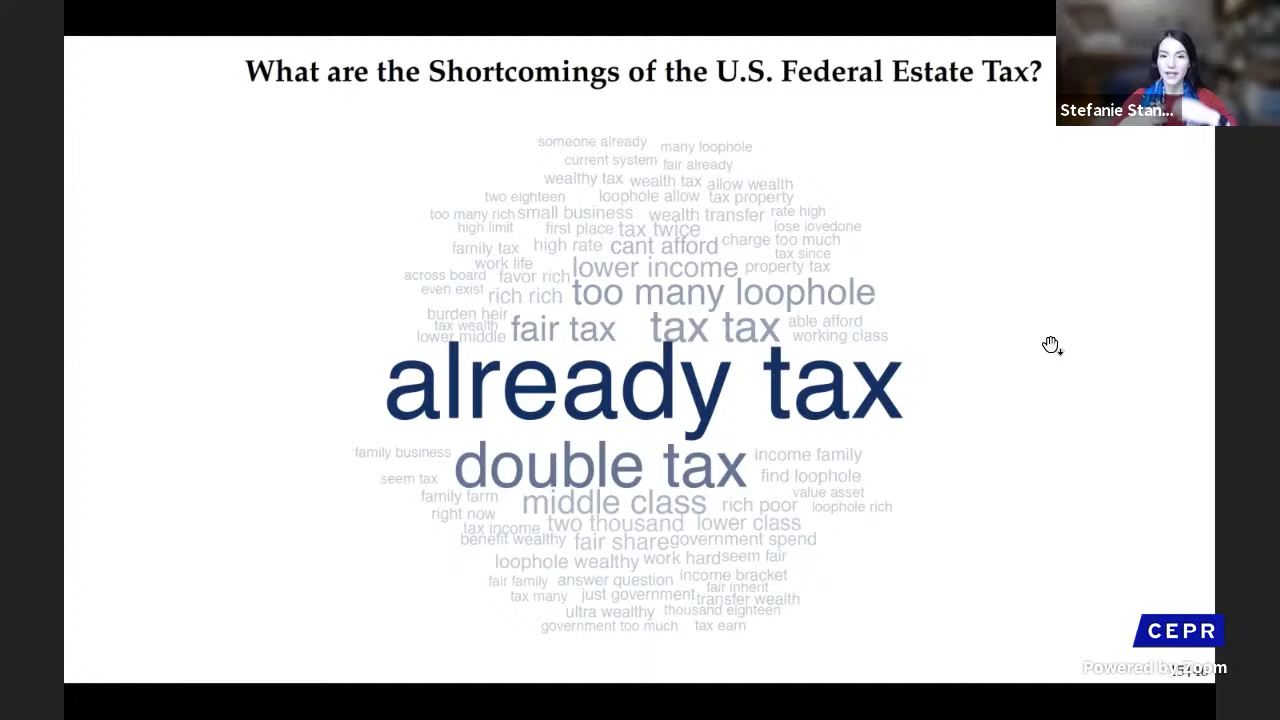 What are the Shortcomings of the U.S. Federal Estate Tax?
Stefanie Stan...
someone already many loophole
current system fair already
wealthy tax wealth tax allow wealth
two eighteen loophole allow tax property
too many rich small business wealth transfer rate high
high limit first place tax twice lose lovedone
family tax high rate cant afford charge too much
tax since
work life lower income property tax
across board favor rich
even exist rich rich too many loophole
burden heir fair tax tax tax able afford
tax wealth
lower middle working class
already tax
family business double tax income family
seem tax find loophole
family farm middle class rich poor value asset
loophole rich
right now two thousand lower class
tax income
benefit wealthy fair share government spend
loophole wealthy work hard seem fair
fair family answer question income bracket
fair inherit
tax many just government transfer wealth
ultra wealthy thousand eighteen
government too much tax earn
CEPR
Powered by Zoom